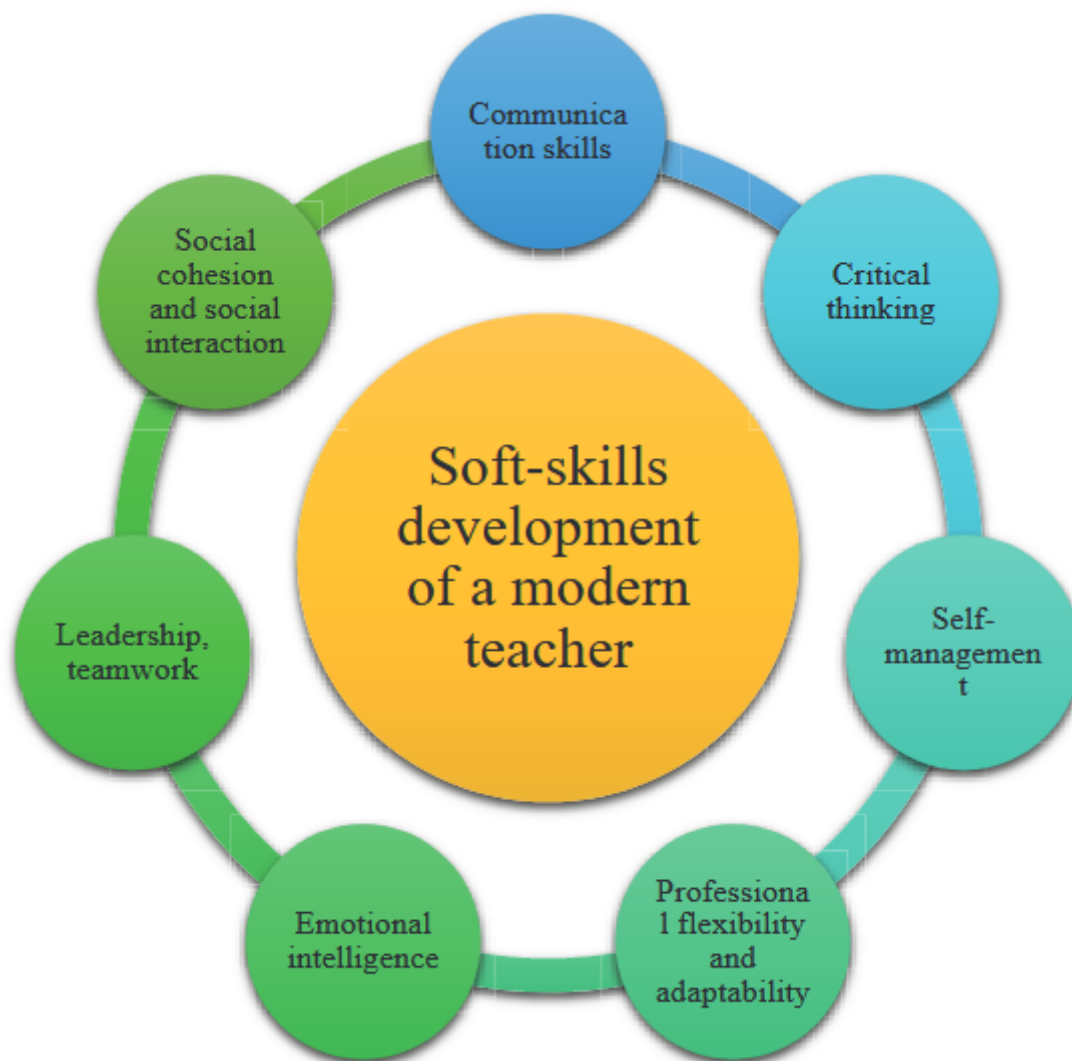 Communica
tion skills
Critical
thinking
Self-
managemen
t
Professiona
l flexibility
and
adaptability
Emotional
intelligence
Leadership,
teamwork
Social
cohesion
and social
interaction
Soft-skills
development
of a modern
teacher